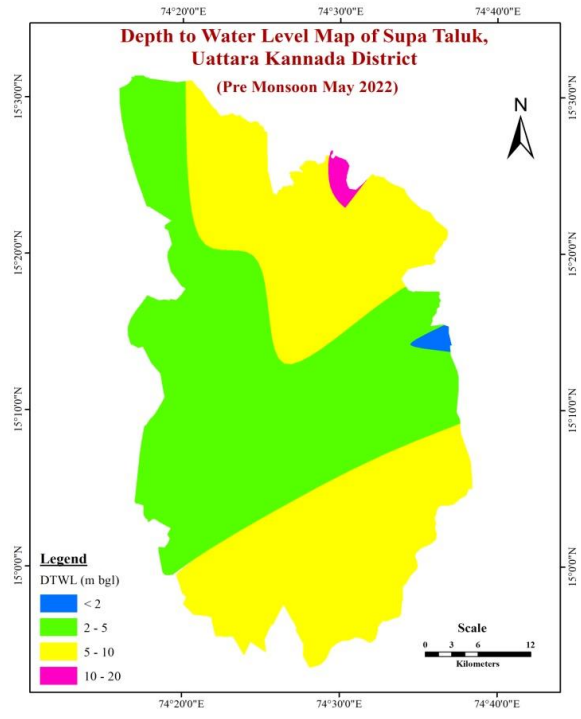 74°20'0"E 74°30'0"E 74°40'0"E
Depth to Water Level Map of Supa Taluk,
Uattara Kannada District
(Pre Monsoon May 2022)
15°30'0"N 15°30'0"N
N
15°20'0"N 15°20'0"N
15°10'0"N 15°10'0"N
15°0'0"N 15°0'0"N
Legend
DTWL (m bgl)
< 2
2 - 5
5 - 10
10 - 20
Scale
0 3 6 12
Kilometers
74°20'0"E 74°30'0"E 74°40'0"E